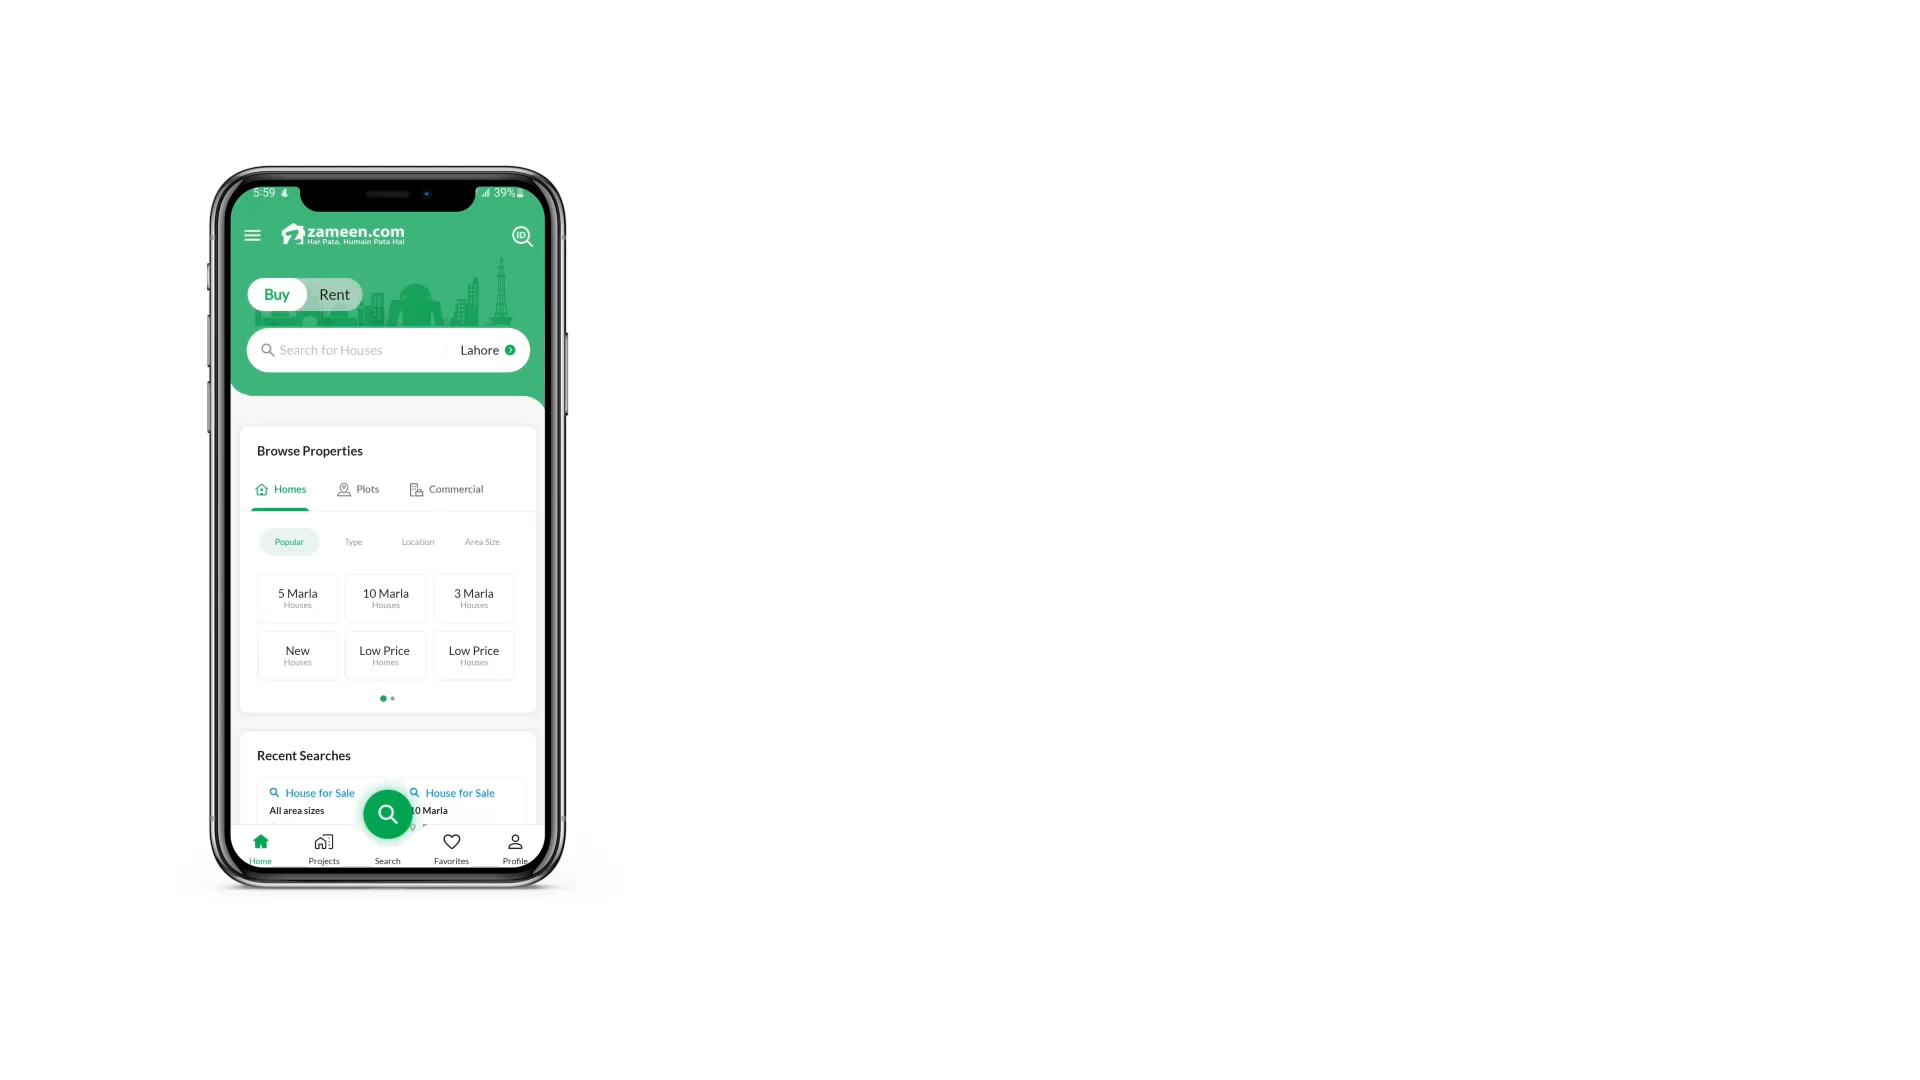 5:59
39%
zameen.com
Har Pata, Humain Pata Hai
ID
Buy Rent
Search for Houses Lahore
Browse Properties
Homes Plots Commercial
Popular Type Location Area Size
5 Marla 10 Marla 3 Marla
Houses Houses Houses
New Low Price Low Price
Houses Homes Houses
Recent Searches
House for Sale House for Sale
All area sizes 10 Marla
Home Projects Search Favorites Profile